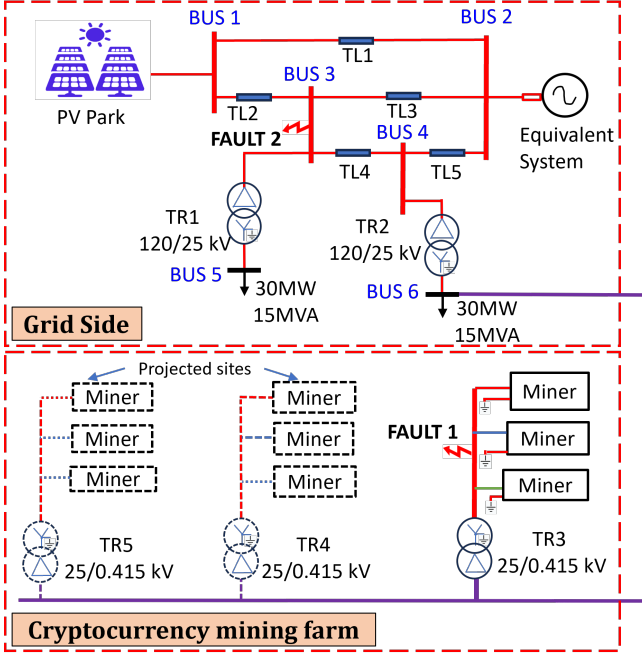 BUS 1
BUS 2
TL1
BUS 3
PV Park
TL2
TL3
FAULT 2
BUS 4
Equivalent
System
TL4
TL5
TR1
120/25 kV
TR2
120/25 kV
BUS 5
30MW
15MVA
BUS 6
30MW
15MVA
Grid Side
Projected sites
Miner
Miner
Miner
Miner
Miner
Miner
FAULT 1
Miner
Miner
Miner
TR5
25/0.415 kV
TR4
25/0.415 kV
TR3
25/0.415 kV
Cryptocurrency mining farm